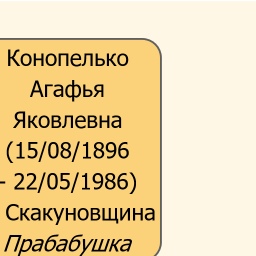 Конопелько
Агафья
Яковлевна
(15/08/1896
- 22/05/1986)
Скакуновщина
Прабабушка